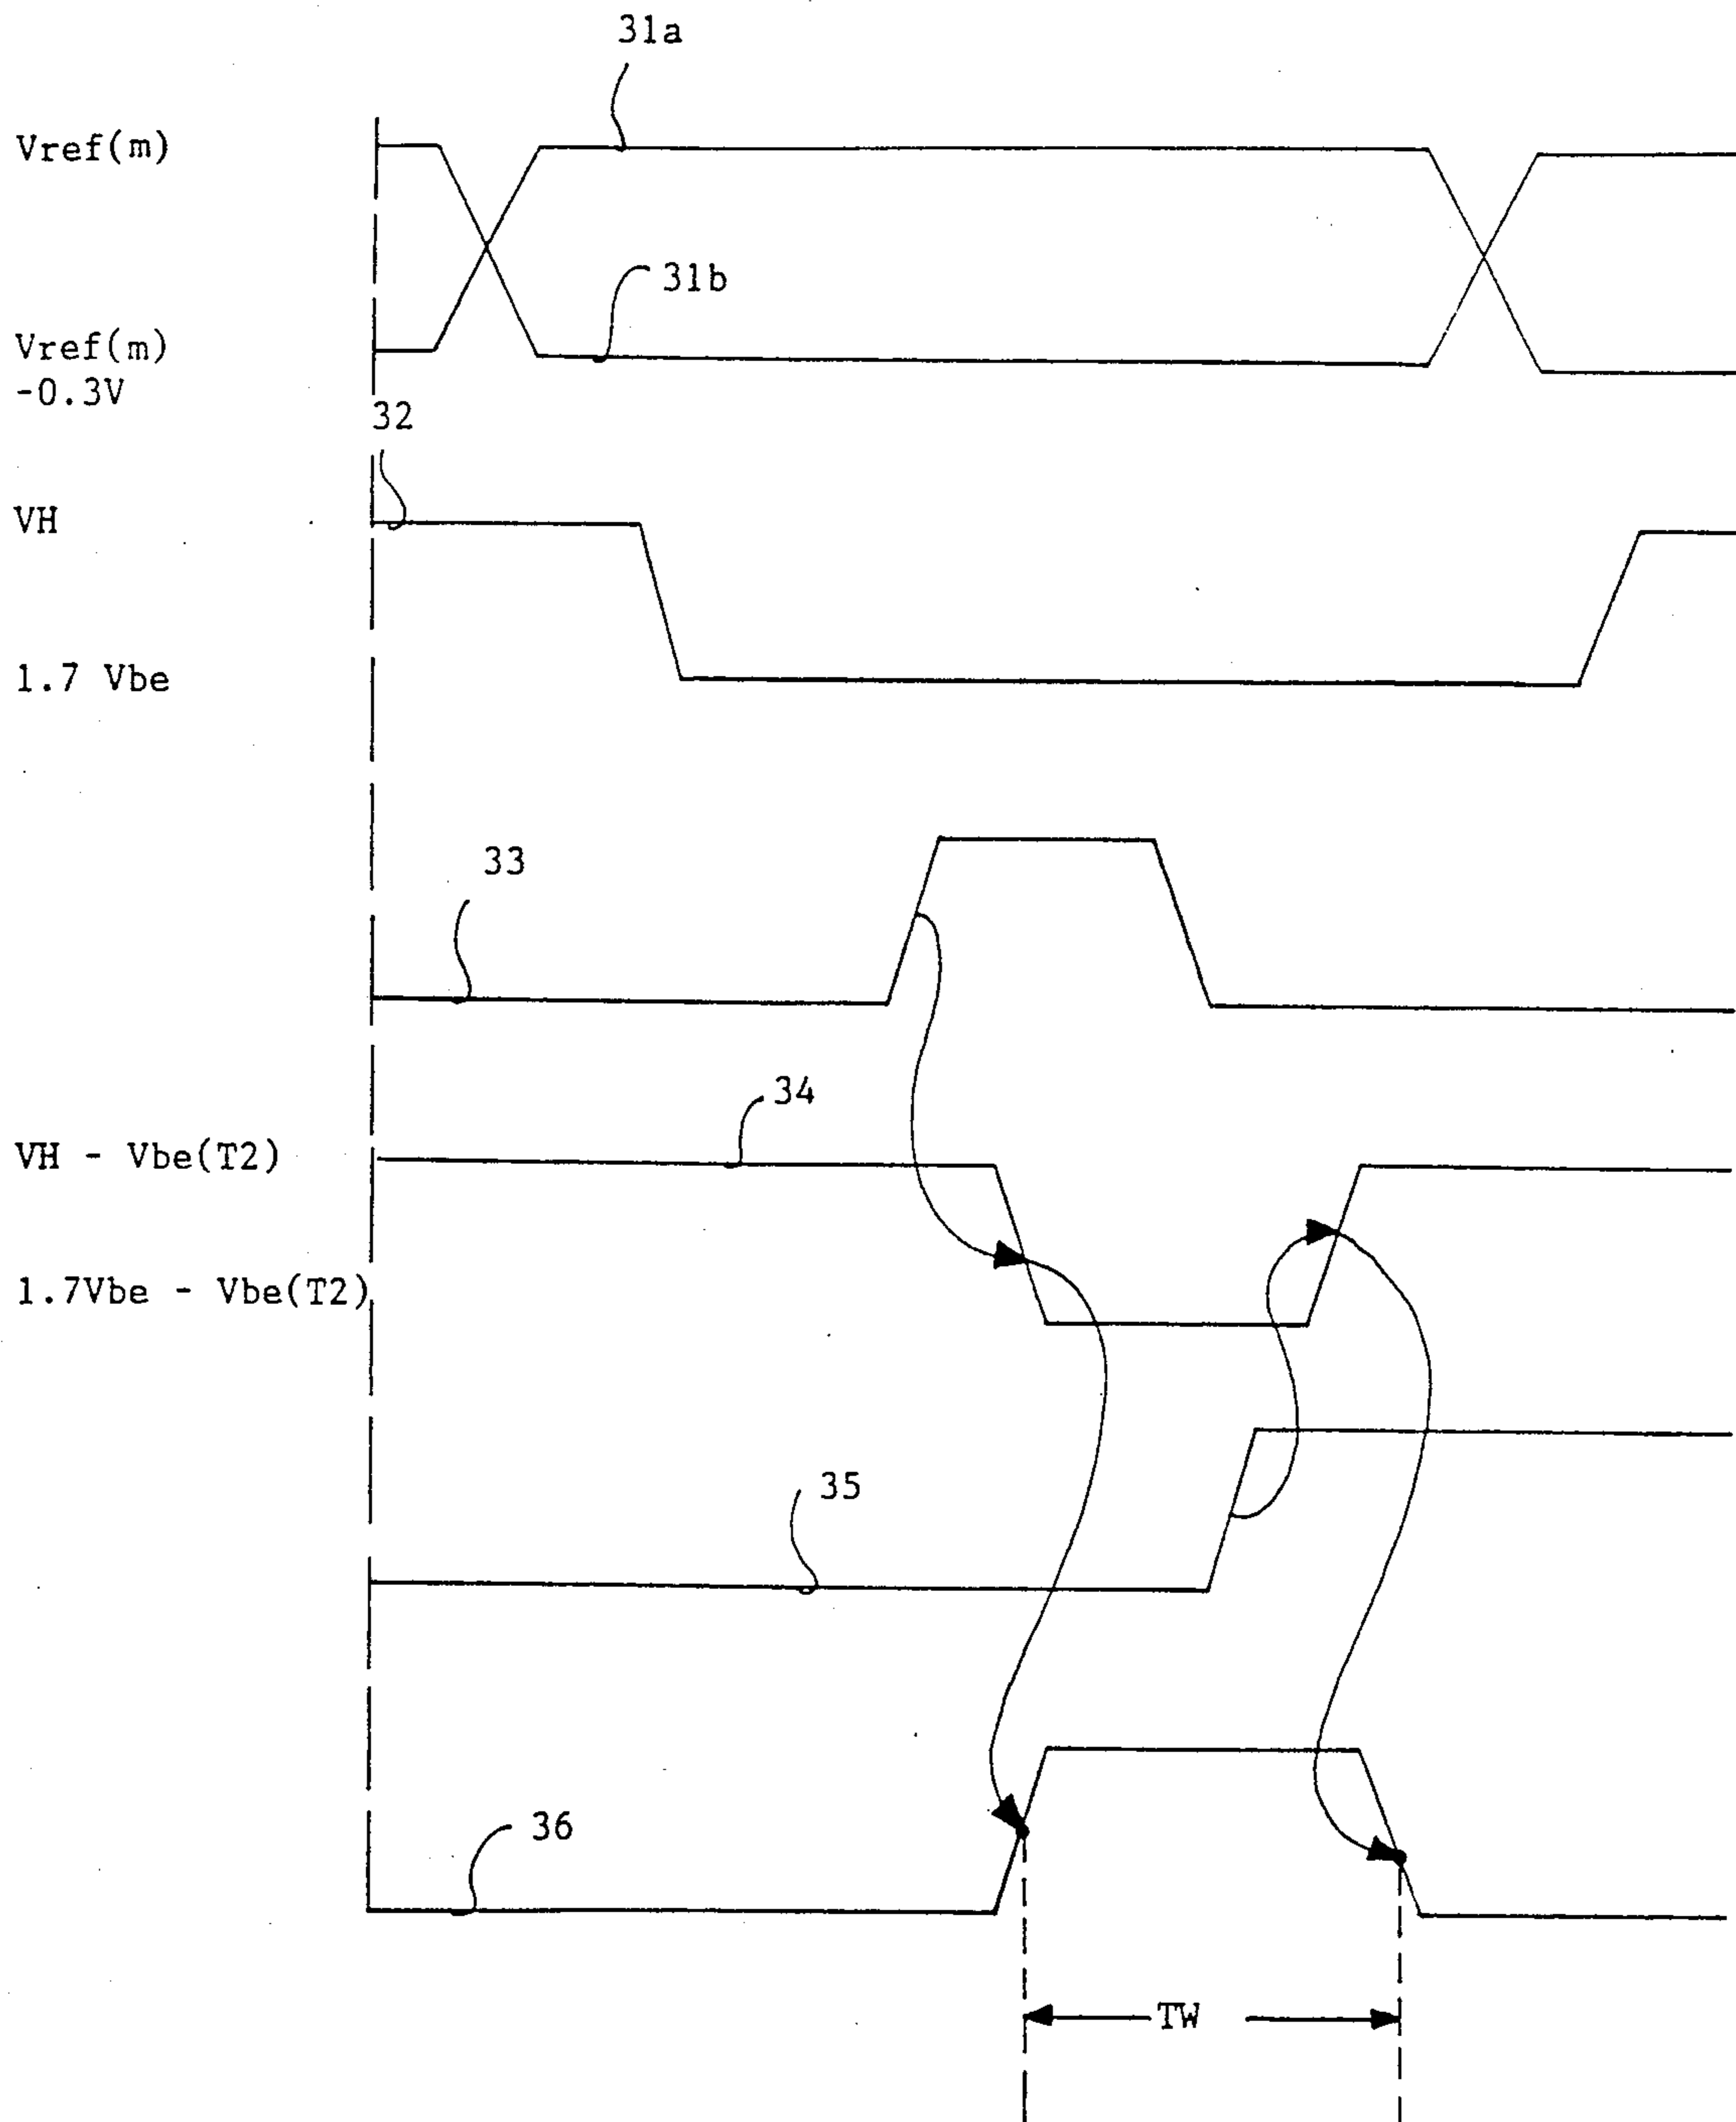 31a
Vref(m)
31b
Vref(m)
-0.3V
32
VH
1.7 Vbe
33
34
VH - Vbe(T2)
1.7Vbe - Vbe(T2)
35
36
TW